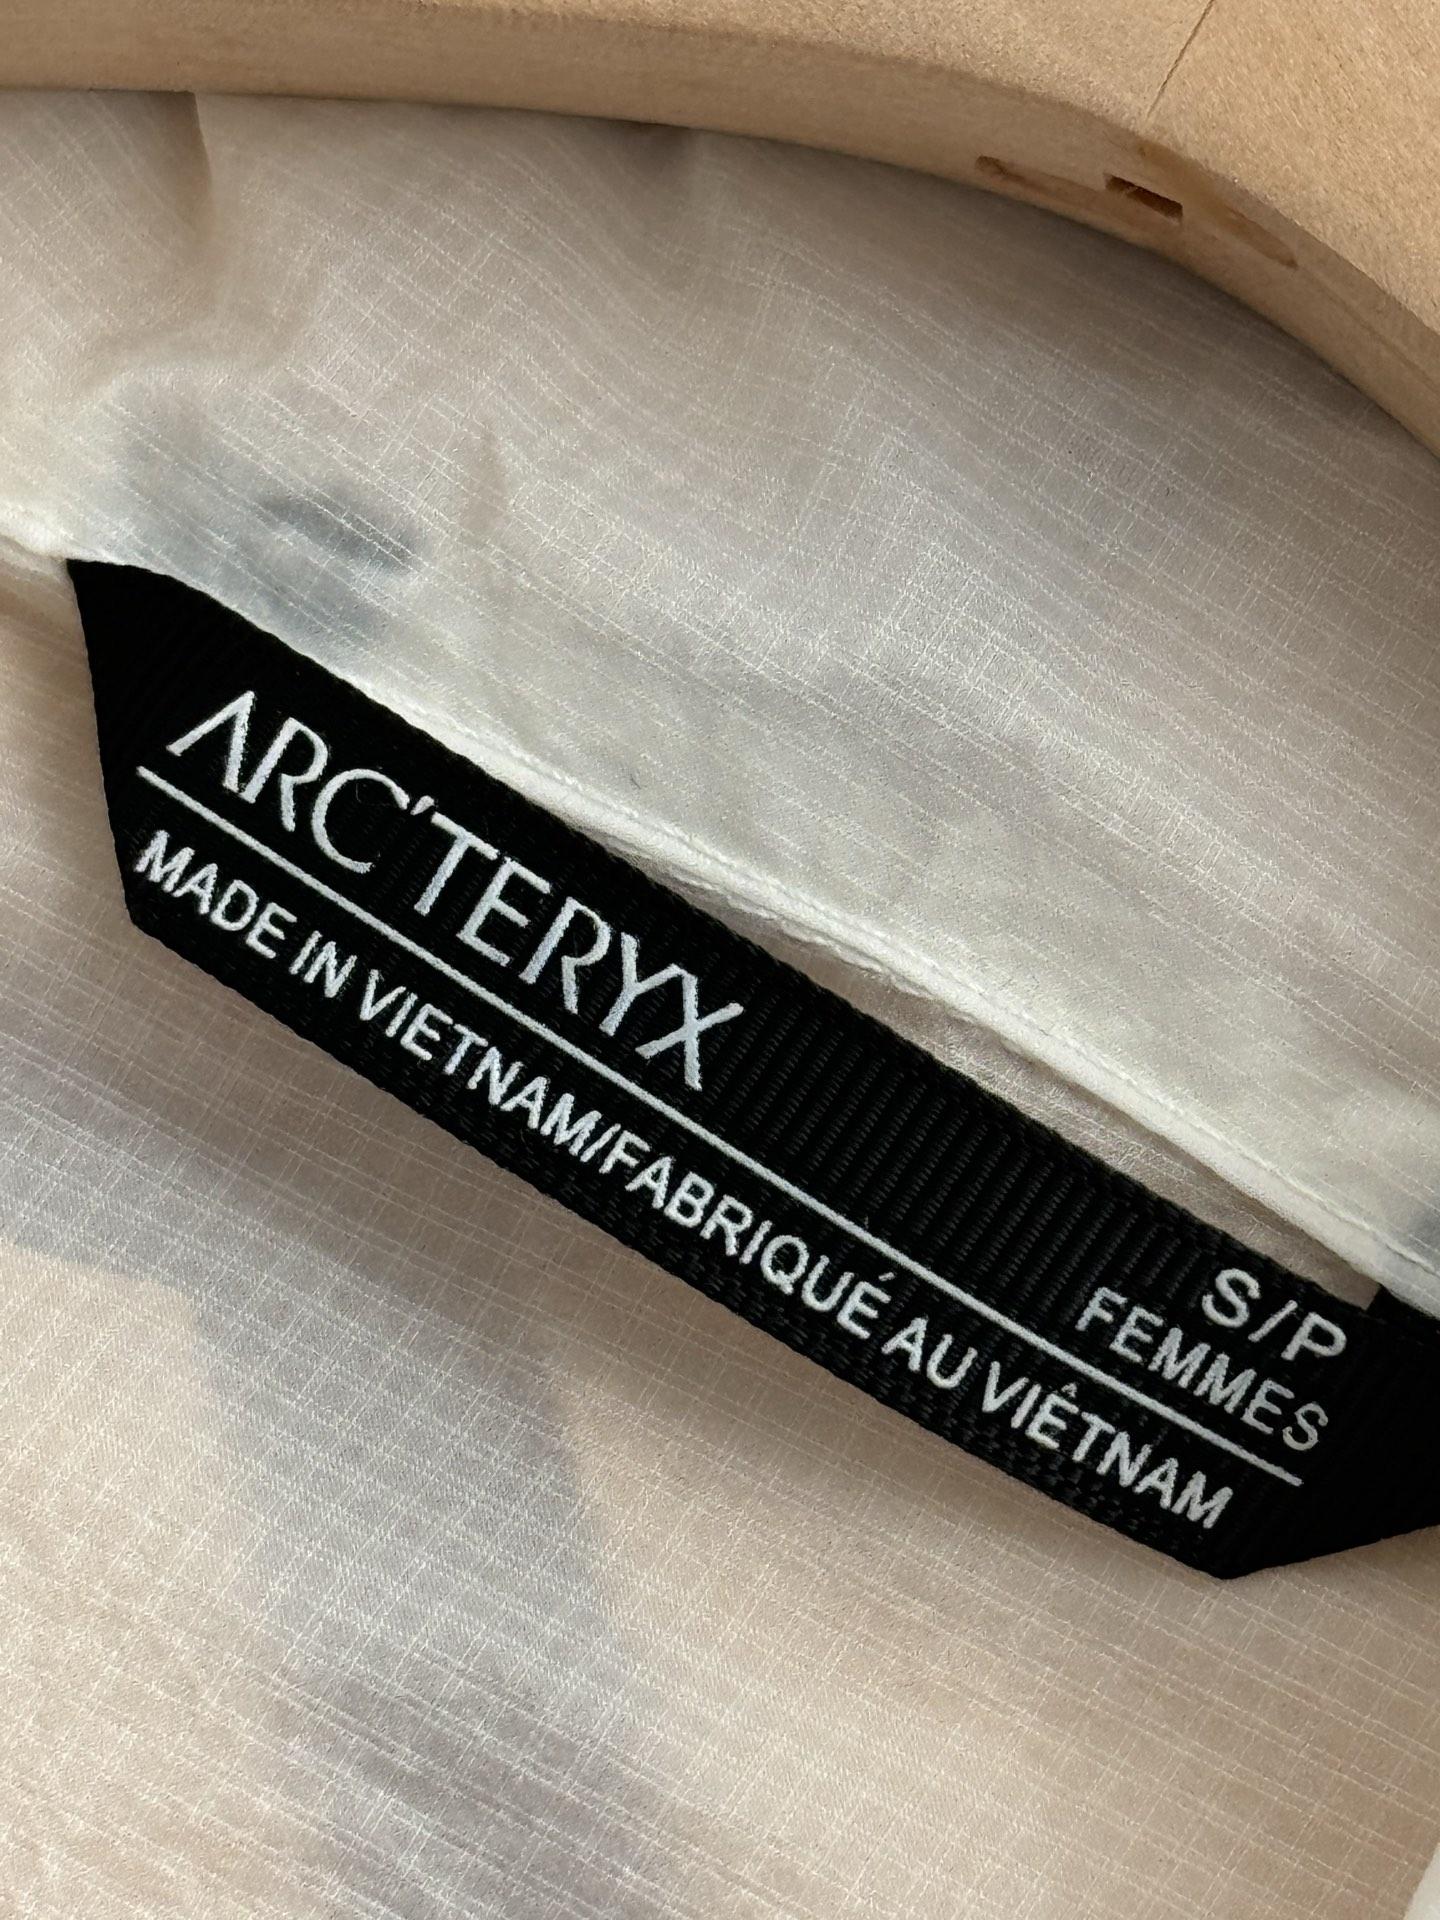 ARC'TERYX
S/P
FEMMES
MADE IN VIETNAM/FABRIQUÉ AU VIÊTNAM